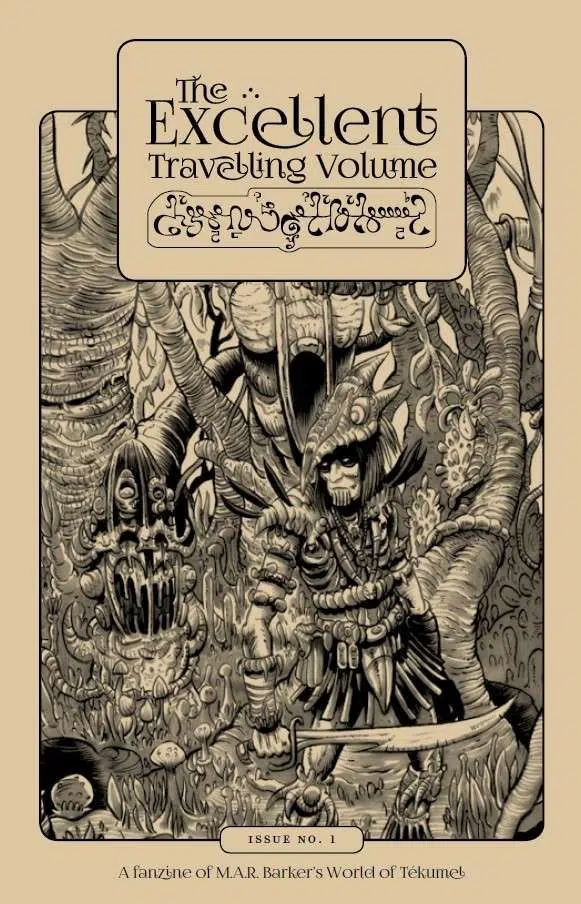 The
Excellent
Travelling Volume
ISSUE NO. 1
A fanzine of M.A.R. Barker's World of Tékumel